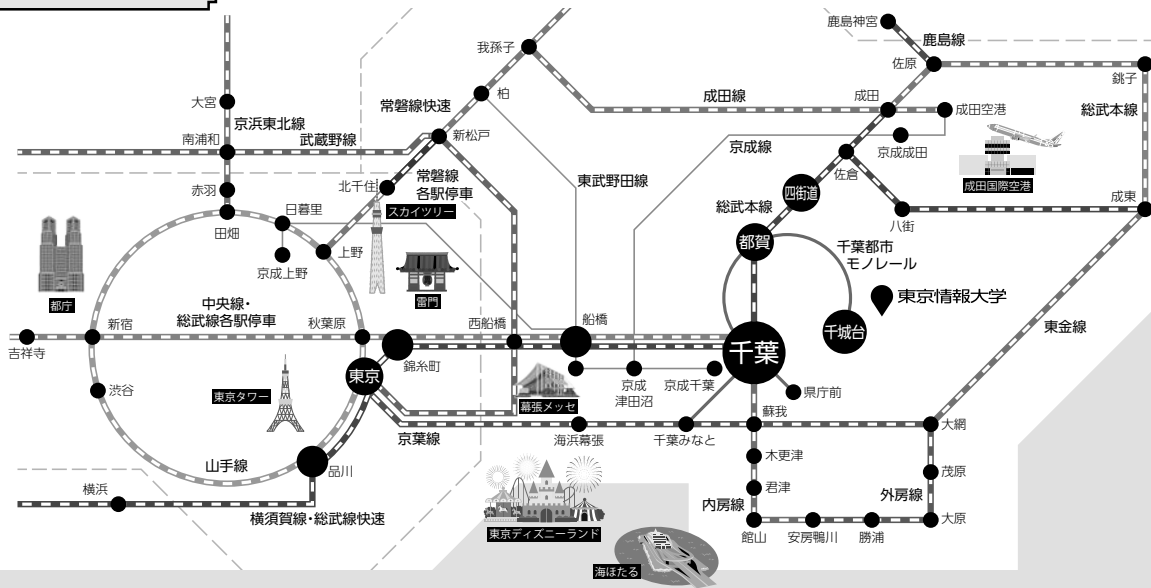 鹿島神宮
鹿島線
我孫子
佐原
銚子
大宮
柏
成田線
成田
総武本線
常磐線快速
成田空港
京浜東北線
武蔵野線
南浦和
新松戸
京成線
京成成田
佐倉
成田国際空港
常磐線
各駅停車
北千住
東武野田線
四街道
赤羽
スカイツリー
総武本線
成東
日暮里
八街
田畑
都賀
千葉都市
モノレール
上野
京成上野
雷門
都庁
東京情報大学
中央線・
総武線各駅停車
新宿
秋葉原
西船橋
船橋
千城台
東金線
吉祥寺
千葉
錦糸町
東京
京成
津田沼
京成千葉
渋谷
東京タワー
県庁前
幕張メッセ
蘇我
京葉線
海浜幕張
千葉みなと
大網
木更津
山手線
品川
茂原
横浜
君津
外房線
内房線
横須賀線・総武線快速
大原
東京ディズニーランド
館山
安房鴨川
勝浦
海ほたる